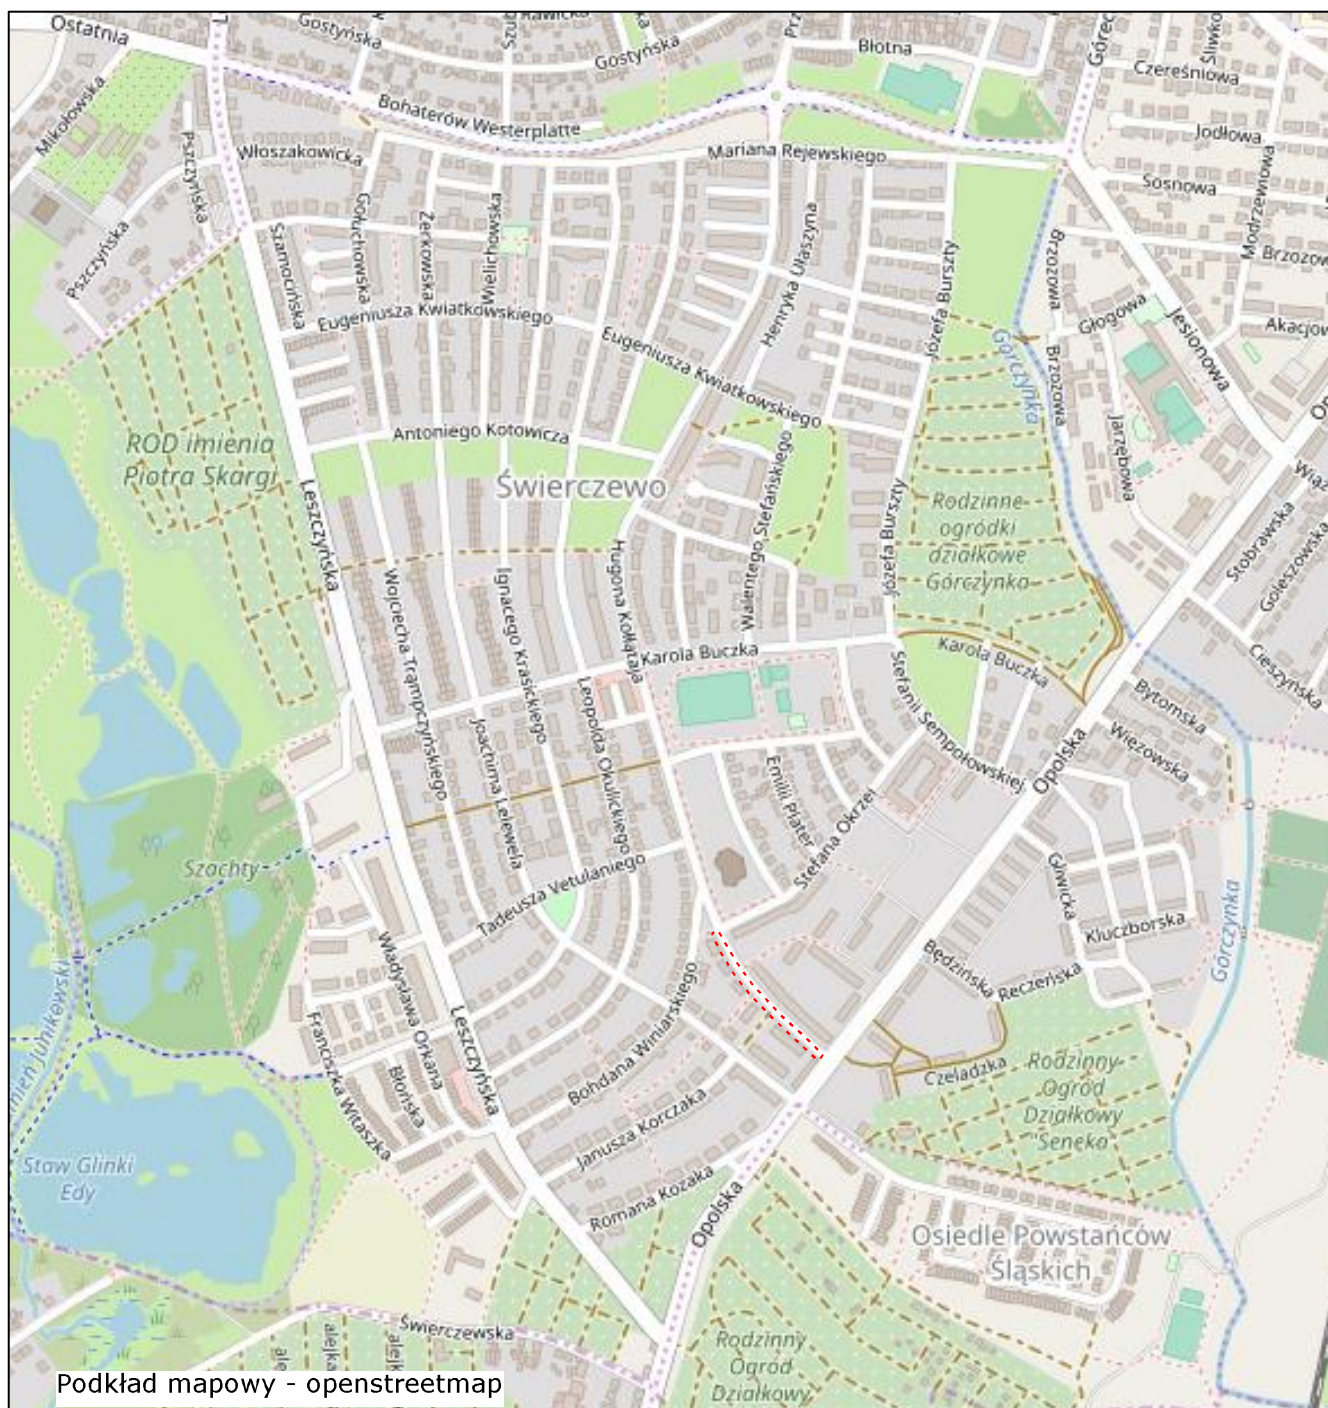 Ostatnia
Gostyńska
Rawicka
Gostyńska
Błotna
Czereśniowa
Mikołowska
Bohaterów Westerplatte
Jodłowa
Pszczyńska
Włoszakowicka
Mariana Rejewskiego
Sosnowa
Modrzewiowa
Gołuchowska
Żerkowska
Wielichowska
Henryka Ułaszyna
Pszczyńska
Szamocińska
Józefa Burszty
Brzozowa
Eugeniusza Kwiatkowskiego
Głogowa
Jesionowa
Eugeniusza Kwiatkowskiego
Górczynka
Brzozowa
ROD imienia
Piotra Skargi
Antoniego Kotowicza
Jarzębowa
Świerczewo
Leszczyńska
Walentego Stefańskiego
Józefa Burszty
Rodzinne
ogródki
działkowe
Górczynka
Stobrawska
Goleszowska
Wojciecha Trąmpczyńskiego
Ignacego Krasickiego
Hugona Kołłątaja
Karola Buczka
Karola Buczka
Cieszyńska
Bytomska
Joachima Lelewela
Leopolda Okulickiego
Stefanii Sempołowskiej
Opolska
Więzowska
Emilii Plater
Stefana Okrzei
Szachty
Tadeusza Vetulaniego
Gliwicka
Kluczborska
Górczynka
Władysława Orkana
Będzińska
Reczeńska
Leszczyńska
Bohdana Winiarskiego
Franciszka Witaszka
Błońska
Czeladzka
Rodzinny
Ogród
Działkowy
"Seneka"
Janusza Korczaka
Staw Glinki
Edy
Romana Kozaka
Opolska
Osiedle Powstańców
Śląskich
Świerczewska
alejka
Rodzinny
Ogród
Działkowy
Podkład mapowy - openstreetmap